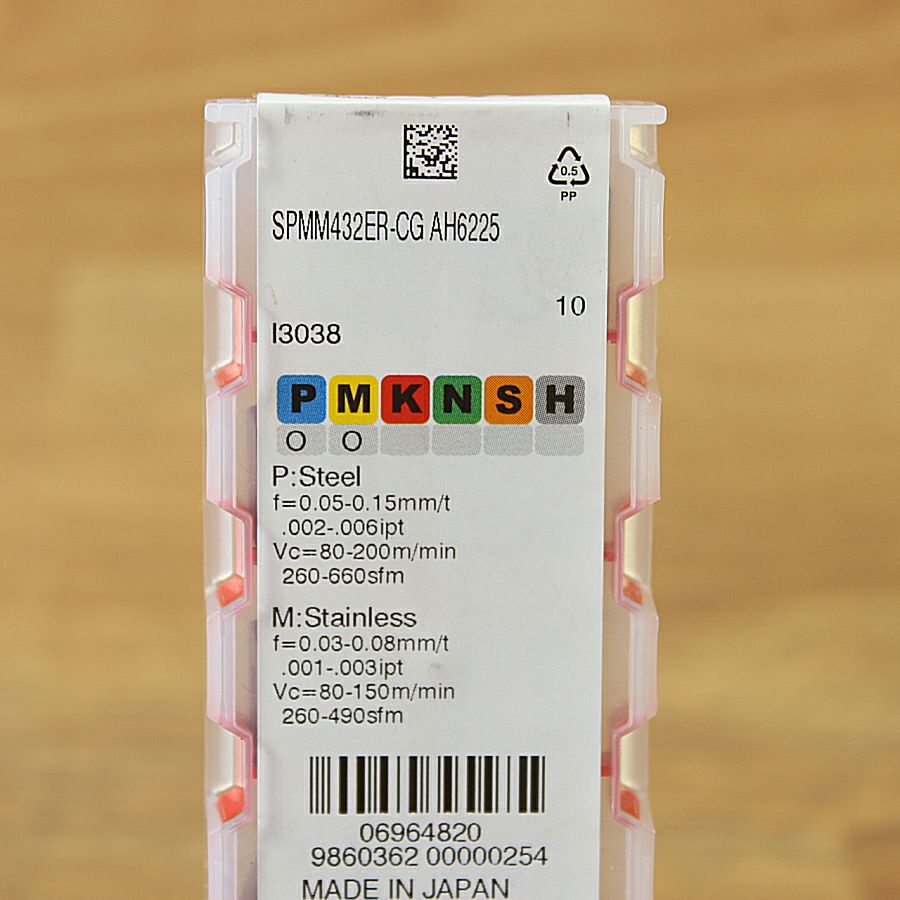 0.5
PP
SPMM432ER-CG AH6225
10
I3038
P M K N S H
O O
P:Steel
f=0.05-0.15mm/t
.002-.006ipt
Vc=80-200m/min
260-660sfm
M:Stainless
f=0.03-0.08mm/t
.001-.003ipt
Vc=80-150m/min
260-490sfm
06964820
9860362 00000254
MADE IN JAPAN